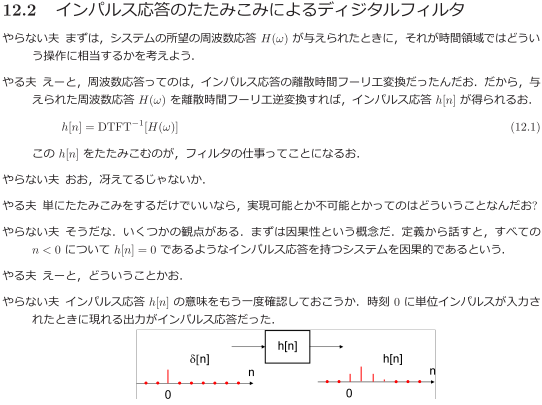 12.2 インパルス応答のたたみこみによるディジタルフィルタ
やらない夫 まずは，システムの所望の周波数応答 H(ω) が与えられたときに，それが時間領域ではどうい
う操作に相当するかを考えよう．
やる夫 えーと，周波数応答ってのは，インパルス応答の離散時間フーリエ変換だったんだお．だから，与
えられた周波数応答 H(ω) を離散時間フーリエ逆変換すれば，インパルス応答 h[n] が得られるお．
h[n] = DTFT⁻¹[H(ω)] (12.1)
この h[n] をたたみこむのが，フィルタの仕事ってことになるお．
やらない夫 おお，冴えてるじゃないか．
やる夫 単にたたみこみをするだけでいいなら，実現可能とか不可能とかってのはどういうことなんだお?
やらない夫 そうだな．いくつかの観点がある．まずは因果性という概念だ．定義から話すと，すべての
n < 0 について h[n] = 0 であるようなインパルス応答を持つシステムを因果的であるという．
やる夫 えーと，どういうことかお．
やらない夫 インパルス応答 h[n] の意味をもう一度確認しておこうか．時刻 0 に単位インパルスが入力さ
れたときに現れる出力がインパルス応答だった．
h[n]
δ[n]
h[n]
n
n
0
0